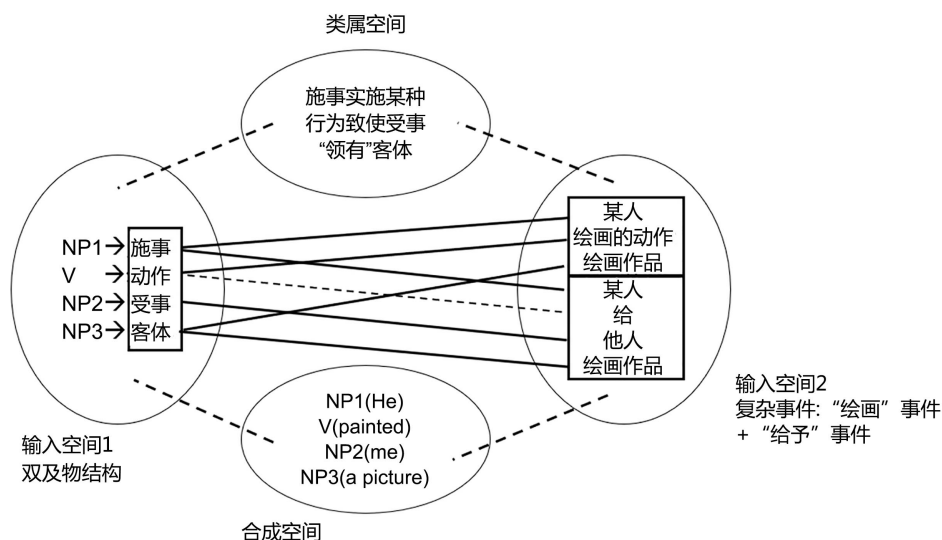 类属空间
施事实施某种
行为致使受事
“领有”客体
NP1→施事
V →动作
NP2→受事
NP3→客体
某人
绘画的动作
绘画作品
某人
给
他人
绘画作品
输入空间1
双及物结构
NP1(He)
V(painted)
NP2(me)
NP3(a picture)
合成空间
输入空间2
复杂事件:“绘画”事件
+“给予”事件